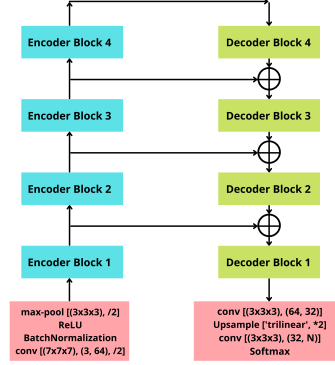 Encoder Block 4
Decoder Block 4
Encoder Block 3
Decoder Block 3
Encoder Block 2
Decoder Block 2
Encoder Block 1
Decoder Block 1
max-pool [(3x3x3), /2]
ReLU
BatchNormalization
conv [(7x7x7), (3, 64), /2]
conv [(3x3x3), (64, 32)]
Upsample ['trilinear', *2]
conv [(3x3x3), (32, N)]
Softmax